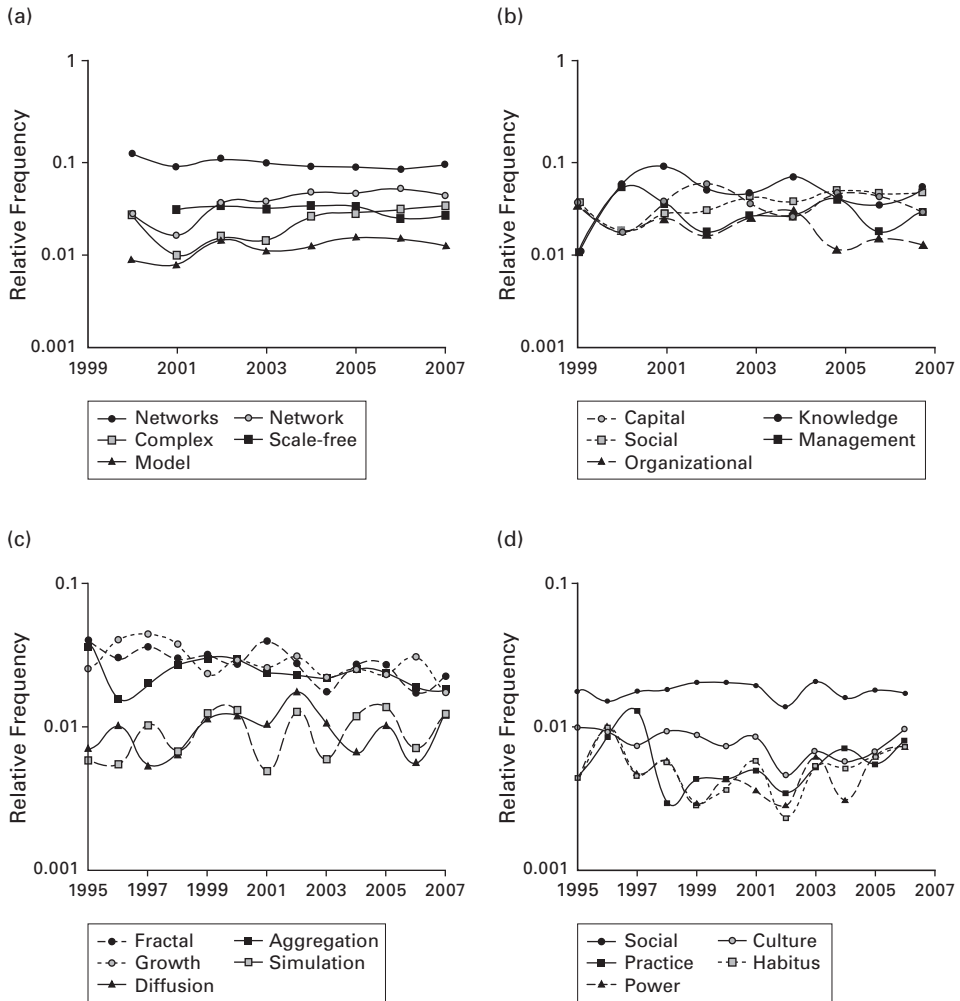 (a)
1
0.1
0.01
0.001
Relative Frequency
1999 2001 2003 2005 2007
Networks Network
Complex Scale-free
Model
(b)
1
0.1
0.01
0.001
Relative Frequency
1999 2001 2003 2005 2007
Capital Knowledge
Social Management
Organizational
(c)
0.1
0.01
0.001
Relative Frequency
1995 1997 1999 2001 2003 2005 2007
Fractal Aggregation
Growth Simulation
Diffusion
(d)
0.1
0.01
0.001
Relative Frequency
1995 1997 1999 2001 2003 2005 2007
Social Culture
Practice Habitus
Power